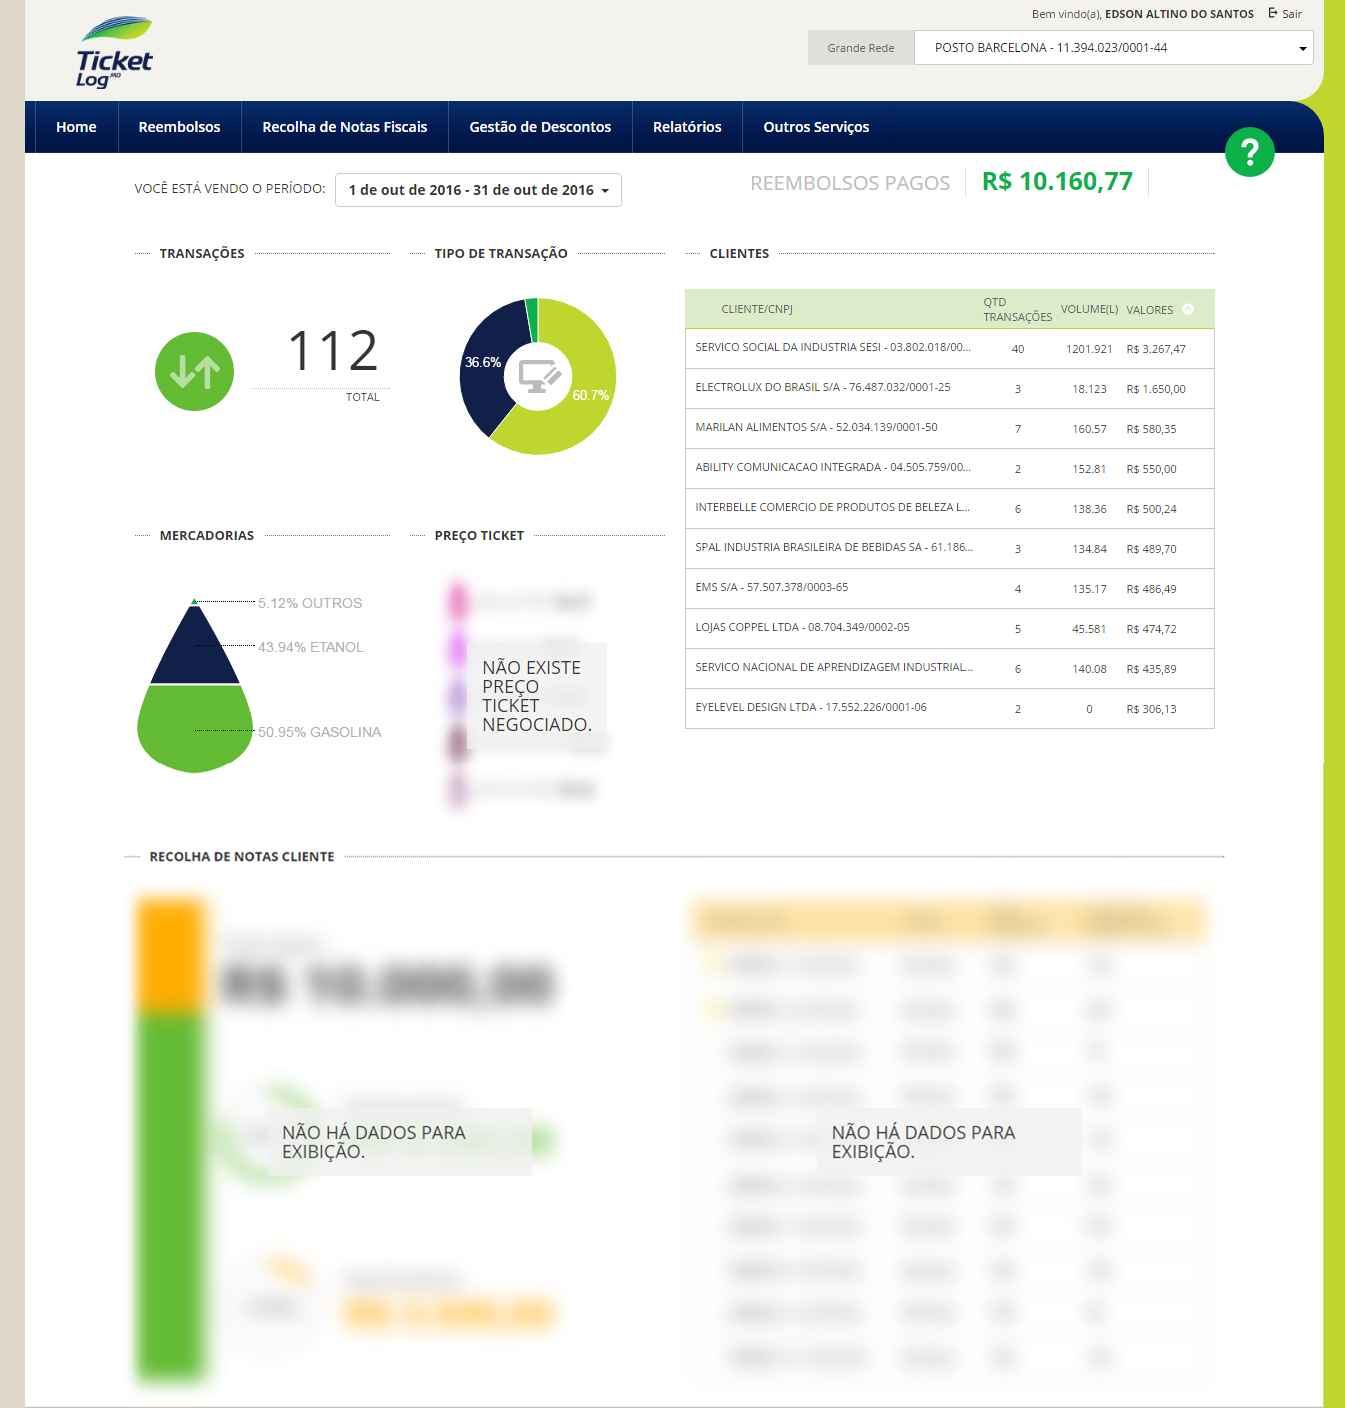 Ticket
Log MD
Bem vindo(a), EDSON ALTINO DO SANTOS Sair
Grande Rede POSTO BARCELONA - 11.394.023/0001-44
Home Reembolsos Recolha de Notas Fiscais Gestão de Descontos Relatórios Outros Serviços
?
VOCÊ ESTÁ VENDO O PERÍODO: 1 de out de 2016 - 31 de out de 2016
REEMBOLSOS PAGOS R$ 10.160,77
TRANSAÇÕES
112
TOTAL
TIPO DE TRANSAÇÃO
36.6%
60.7%
CLIENTES
CLIENTE/CNPJ QTD TRANSAÇÕES VOLUME(L) VALORES
SERVICO SOCIAL DA INDUSTRIA SESI - 03.802.018/00... 40 1201.921 R$ 3.267,47
ELECTROLUX DO BRASIL S/A - 76.487.032/0001-25 3 18.123 R$ 1.650,00
MARILAN ALIMENTOS S/A - 52.034.139/0001-50 7 160.57 R$ 580,35
ABILITY COMUNICACAO INTEGRADA - 04.505.759/00... 2 152.81 R$ 550,00
INTERBELLE COMERCIO DE PRODUTOS DE BELEZA L... 6 138.36 R$ 500,24
SPAL INDUSTRIA BRASILEIRA DE BEBIDAS SA - 61.186... 3 134.84 R$ 489,70
EMS S/A - 57.507.378/0003-65 4 135.17 R$ 486,49
LOJAS COPPEL LTDA - 08.704.349/0002-05 5 45.581 R$ 474,72
SERVICO NACIONAL DE APRENDIZAGEM INDUSTRIAL... 6 140.08 R$ 435,89
EYELEVEL DESIGN LTDA - 17.552.226/0001-06 2 0 R$ 306,13
MERCADORIAS
5.12% OUTROS
43.94% ETANOL
50.95% GASOLINA
PREÇO TICKET
NÃO EXISTE
PREÇO
TICKET
NEGOCIADO.
RECOLHA DE NOTAS CLIENTE
R$ 10.000,00
NÃO HÁ DADOS PARA
EXIBIÇÃO.
NÃO HÁ DADOS PARA
EXIBIÇÃO.